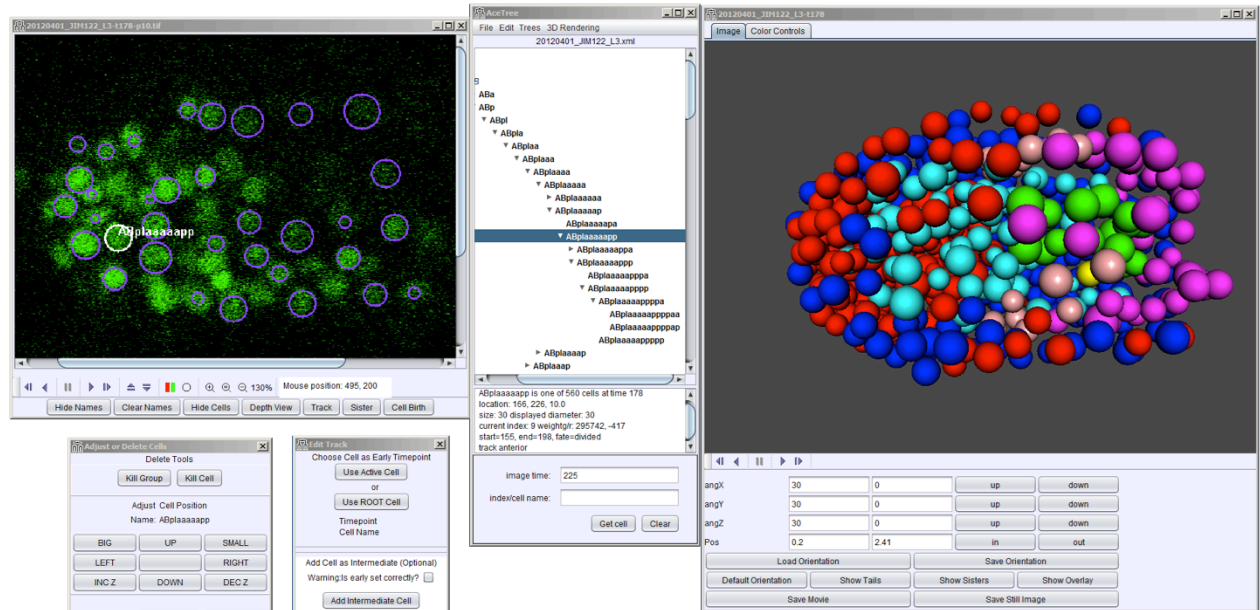 20120401_JIM122_L3-t178-p10.tif
ABplaaaaapp
130%
Mouse position: 495, 200
Hide Names
Clear Names
Hide Cells
Depth View
Track
Sister
Cell Birth
Adjust or Delete Cells
Delete Tools
Kill Group
Kill Cell
Adjust Cell Position
Name: ABplaaaaapp
BIG
UP
SMALL
LEFT
RIGHT
INC Z
DOWN
DEC Z
Edit Track
Choose Cell as Early Timepoint
Use Active Cell
or
Use ROOT Cell
Timepoint
Cell Name
Add Cell as Intermediate (Optional)
Warning:Is early set correctly?
Add Intermediate Cell
AceTree
File Edit Trees 3D Rendering
20120401_JIM122_L3.xml
ABa
ABp
ABpl
ABpla
ABplaa
ABplaaa
ABplaaaa
ABplaaaaa
ABplaaaaaa
ABplaaaaap
ABplaaaaapa
ABplaaaaapp
ABplaaaaappa
ABplaaaaappp
ABplaaaaapppa
ABplaaaaapppp
ABplaaaaappppa
ABplaaaaappppaa
ABplaaaaappppap
ABplaaaaappppp
ABplaaaap
ABplaaap
ABplaaaaapp is one of 560 cells at time 178
location: 166, 226, 10.0
size: 30 displayed diameter: 30
current index: 9 weightg/r: 295742, -417
start=155, end=198, fate=divided
track anterior
image time:
225
index/cell name:
Get cell
Clear
20120401_JIM122_L3-t178
Image
Color Controls
angX
30
0
up
down
angY
30
0
up
down
angZ
30
0
up
down
Pos
0.2
2.41
in
out
Load Orientation
Save Orientation
Default Orientation
Show Tails
Show Sisters
Show Overlay
Save Movie
Save Still Image